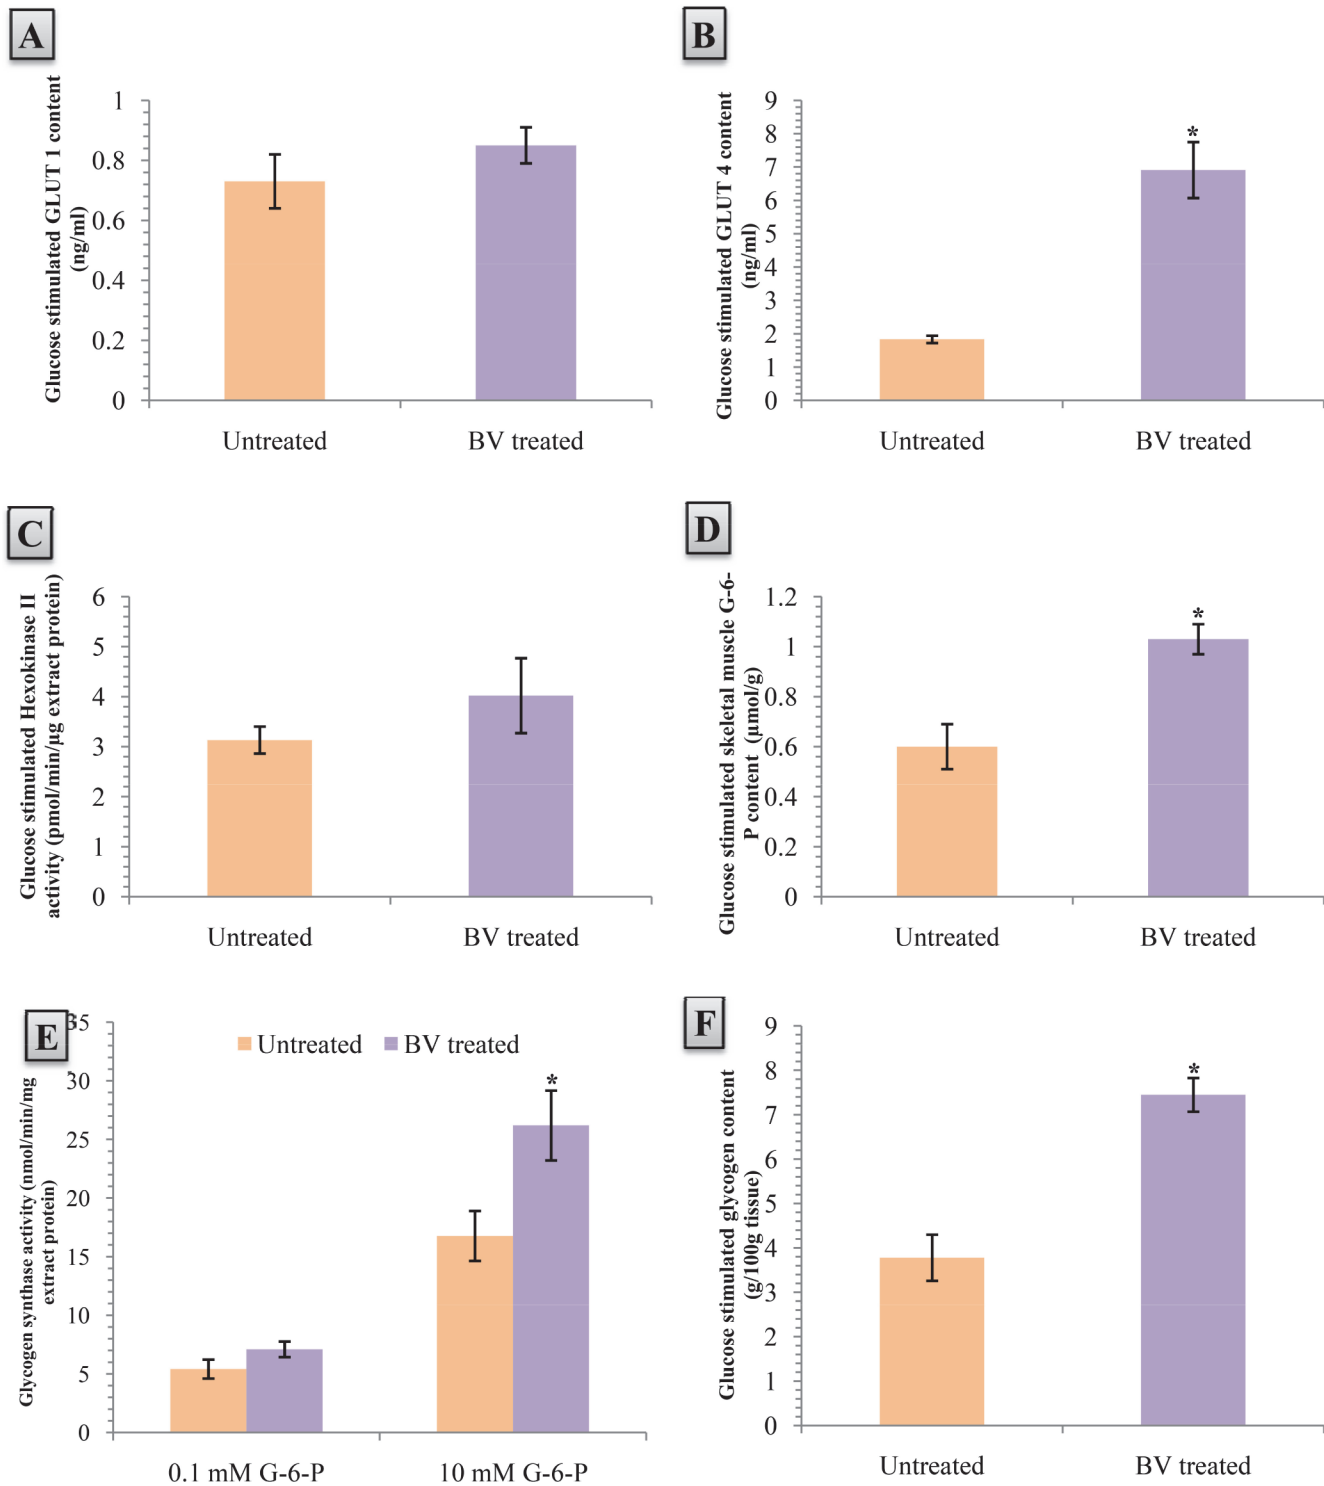 A
Glucose stimulated GLUT 1 content
(ng/ml)
1
0.8
0.6
0.4
0.2
0
Untreated
BV treated
B
Glucose stimulated GLUT 4 content
(ng/ml)
9
8
7
6
5
4
3
2
1
0
*
Untreated
BV treated
C
Glucose stimulated Hexokinase II
activity (pmol/min/µg extract protein)
6
5
4
3
2
1
0
Untreated
BV treated
D
Glucose stimulated skeletal muscle G-6-
P content (µmol/g)
1.2
1
0.8
0.6
0.4
0.2
0
*
Untreated
BV treated
E
Glycogen synthase activity (nmol/min/mg
extract protein)
35
30
25
20
15
10
5
0
Untreated BV treated
*
0.1 mM G-6-P
10 mM G-6-P
F
Glucose stimulated glycogen content
(g/100g tissue)
9
8
7
6
5
4
3
2
1
0
*
Untreated
BV treated